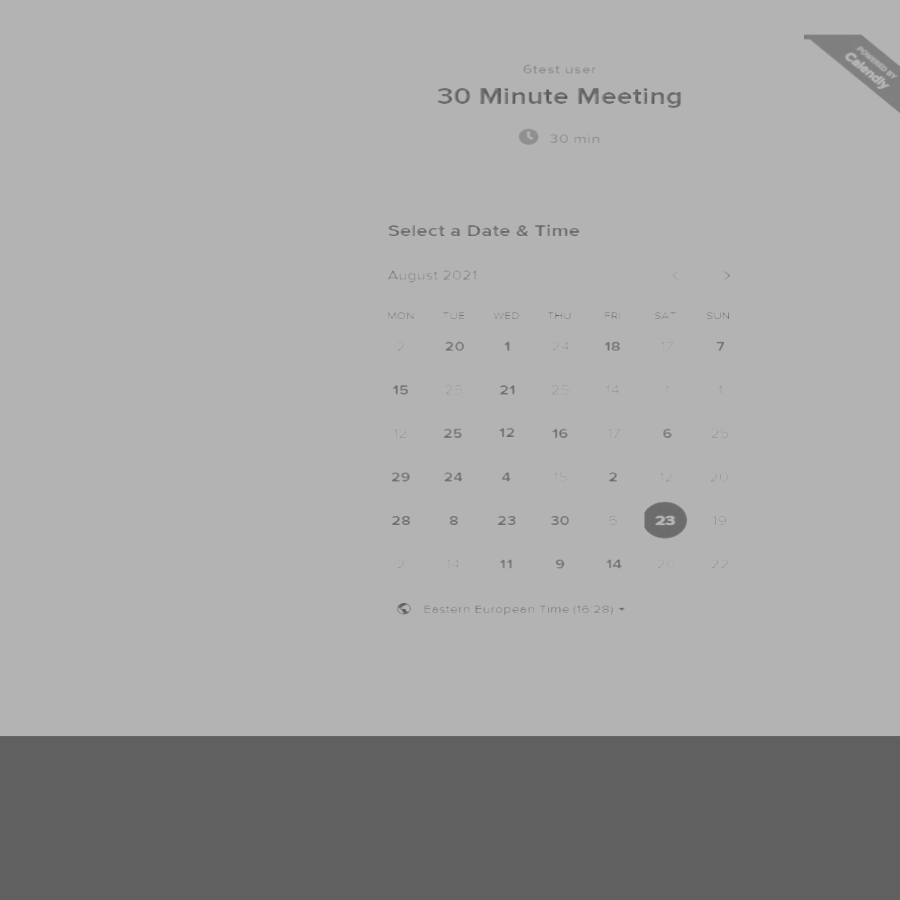 POWERED BY
Calendly
6test user
30 Minute Meeting
30 min
Select a Date & Time
August 2021
MON TUE WED THU FRI SAT SUN
2 20 1 24 18 17 7
15 25 21 25 14 1 1
12 25 12 16 17 6 25
29 24 4 15 2 12 20
28 8 23 30 5 23 19
2 14 11 9 14 20 22
Eastern European Time (16:28)